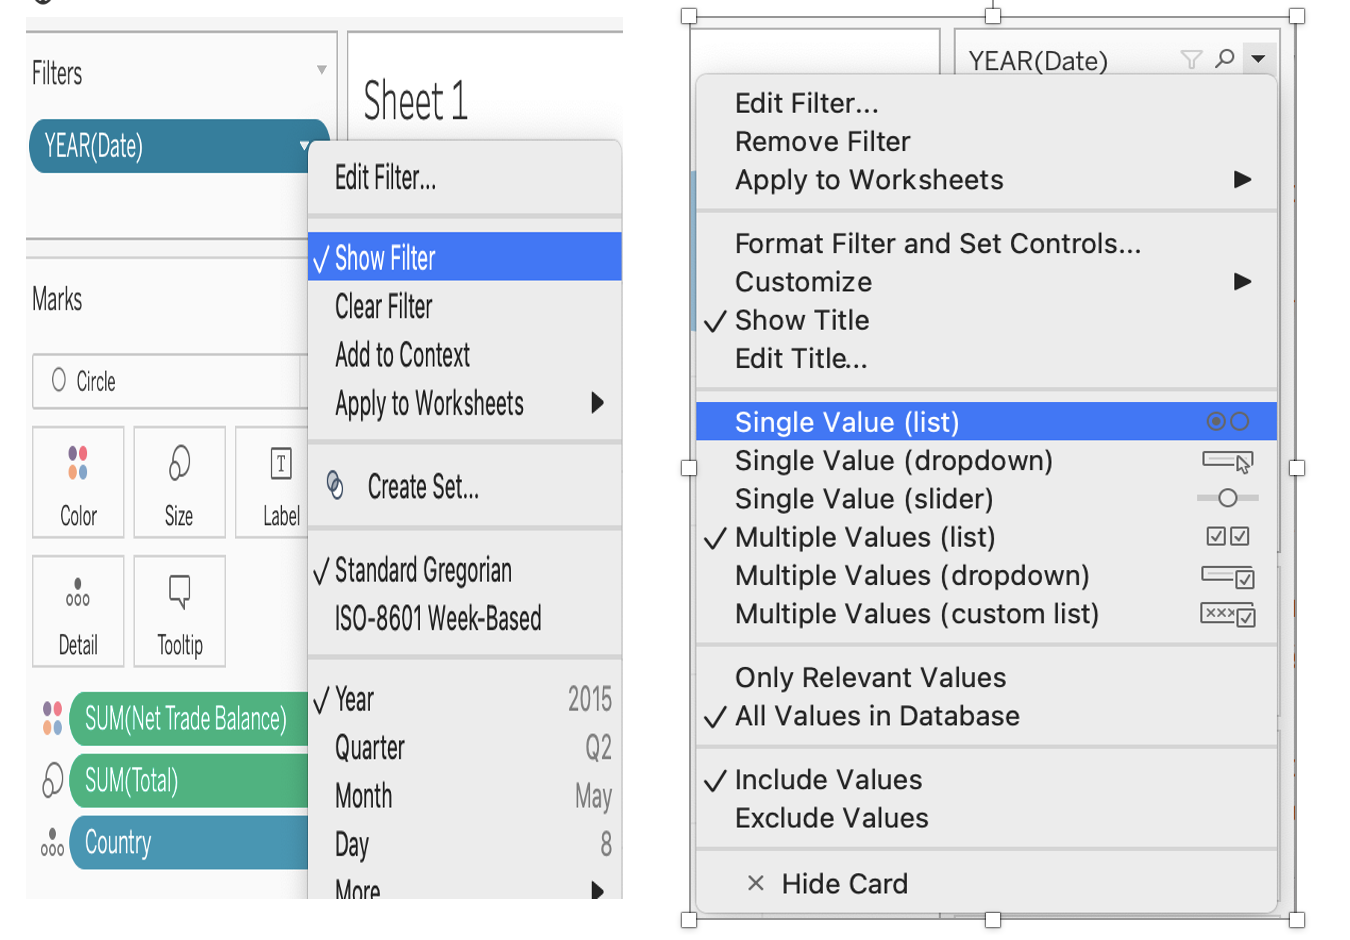 Filters
YEAR(Date)
Sheet 1
Edit Filter...
Show Filter
Clear Filter
Add to Context
Apply to Worksheets
Create Set...
Standard Gregorian
ISO-8601 Week-Based
Year 2015
Quarter Q2
Month May
Day 8
More
Marks
Circle
Color
Size
T
Label
Detail
Tooltip
SUM(Net Trade Balance)
SUM(Total)
Country
YEAR(Date)
Edit Filter...
Remove Filter
Apply to Worksheets
Format Filter and Set Controls...
Customize
Show Title
Edit Title...
Single Value (list)
Single Value (dropdown)
Single Value (slider)
Multiple Values (list)
Multiple Values (dropdown)
Multiple Values (custom list)
xxx
Only Relevant Values
All Values in Database
Include Values
Exclude Values
Hide Card